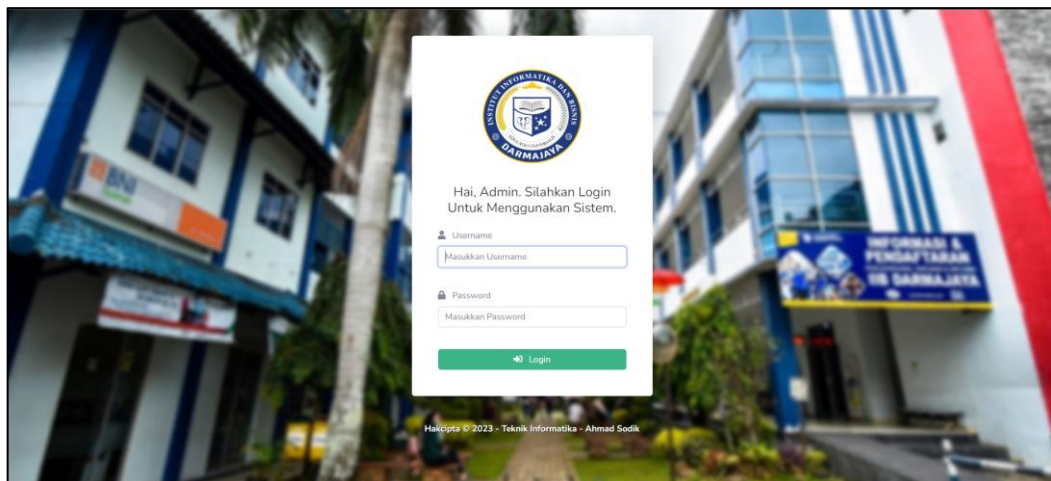 INSTITUT INFORMATIKA DAN BISNIS
DARMAJAYA
Hai, Admin. Silahkan Login
Untuk Menggunakan Sistem.
Username
Masukkan Username
Password
Masukkan Password
Login
Hakcipta © 2023 - Teknik Informatika - Ahmad Sodik
BNI
INFORMASI &
PENDAFTARAN
IIB DARMAJAYA